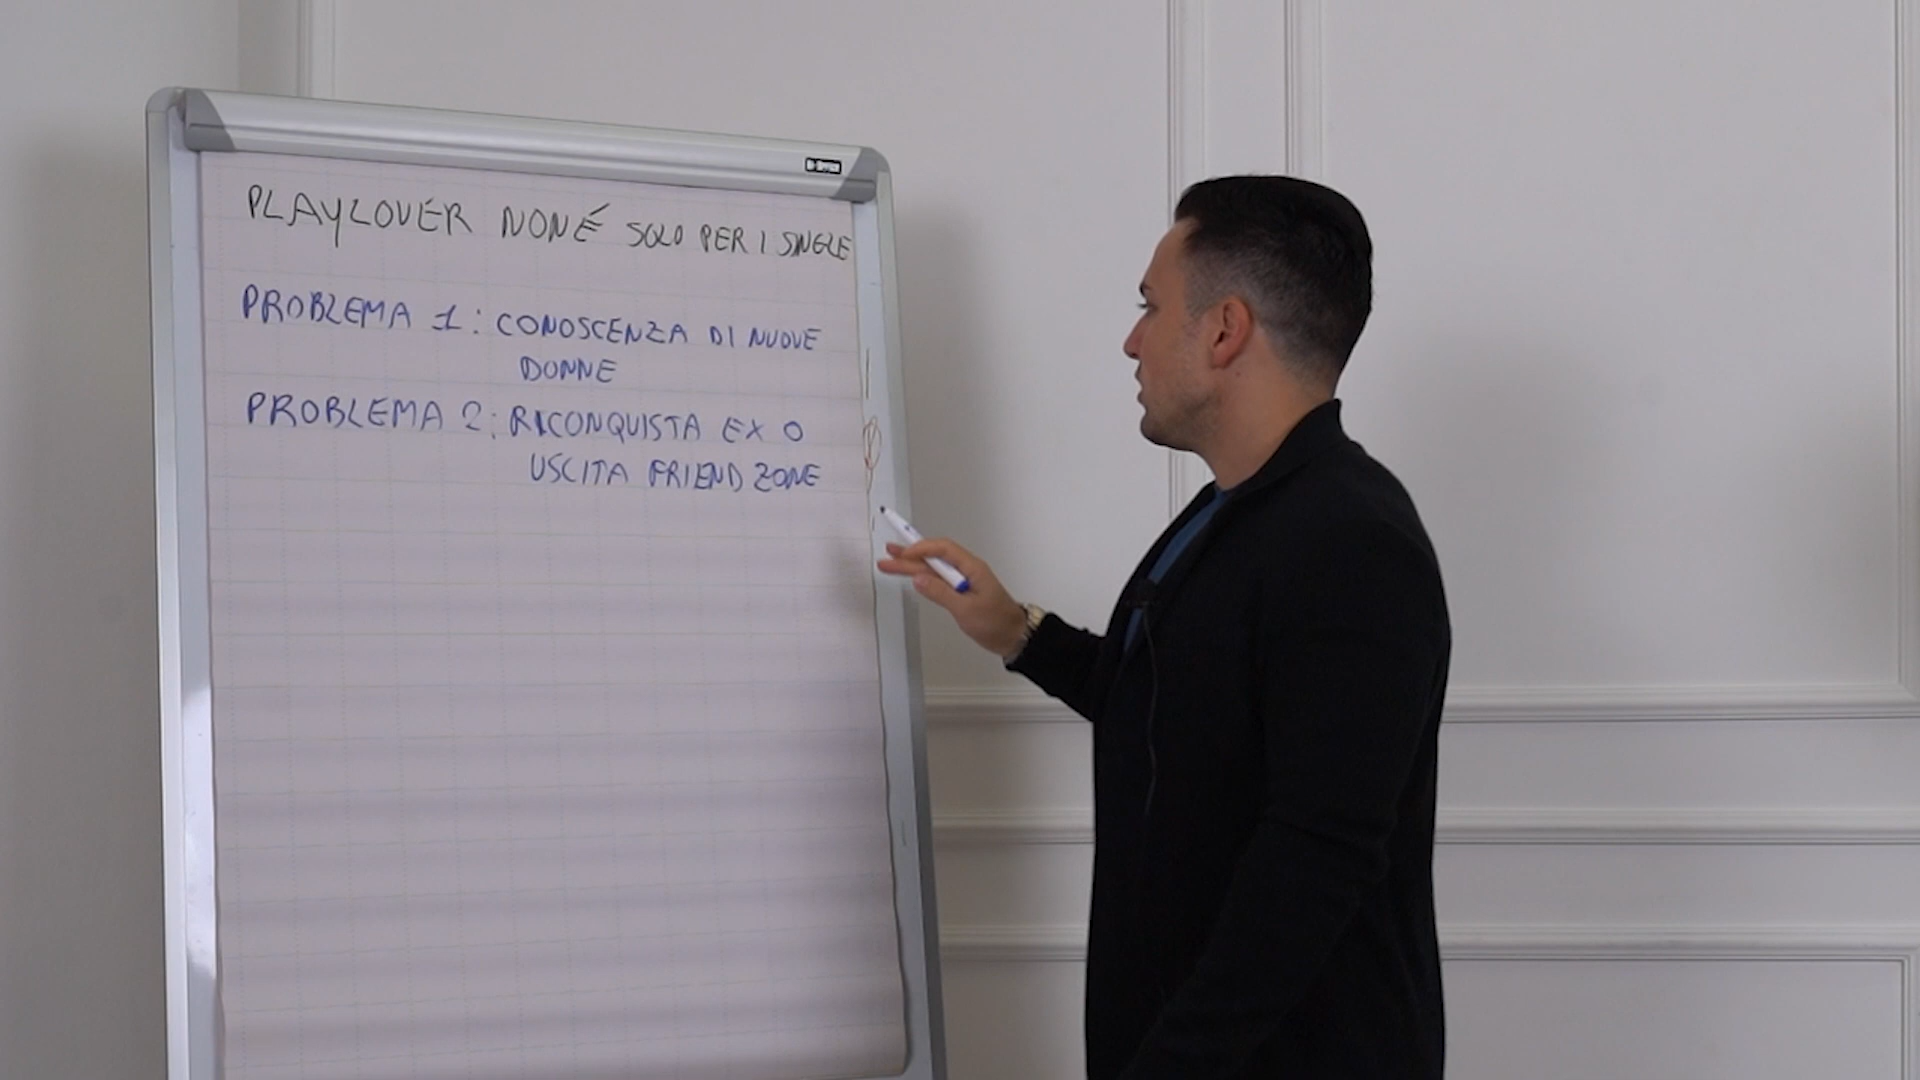 PLAYLOVER NON É SOLO PER I SINGLE
PROBLEMA 1: CONOSCENZA DI NUOVE
DONNE
PROBLEMA 2: RICONQUISTA EX O
USCITA FRIEND ZONE